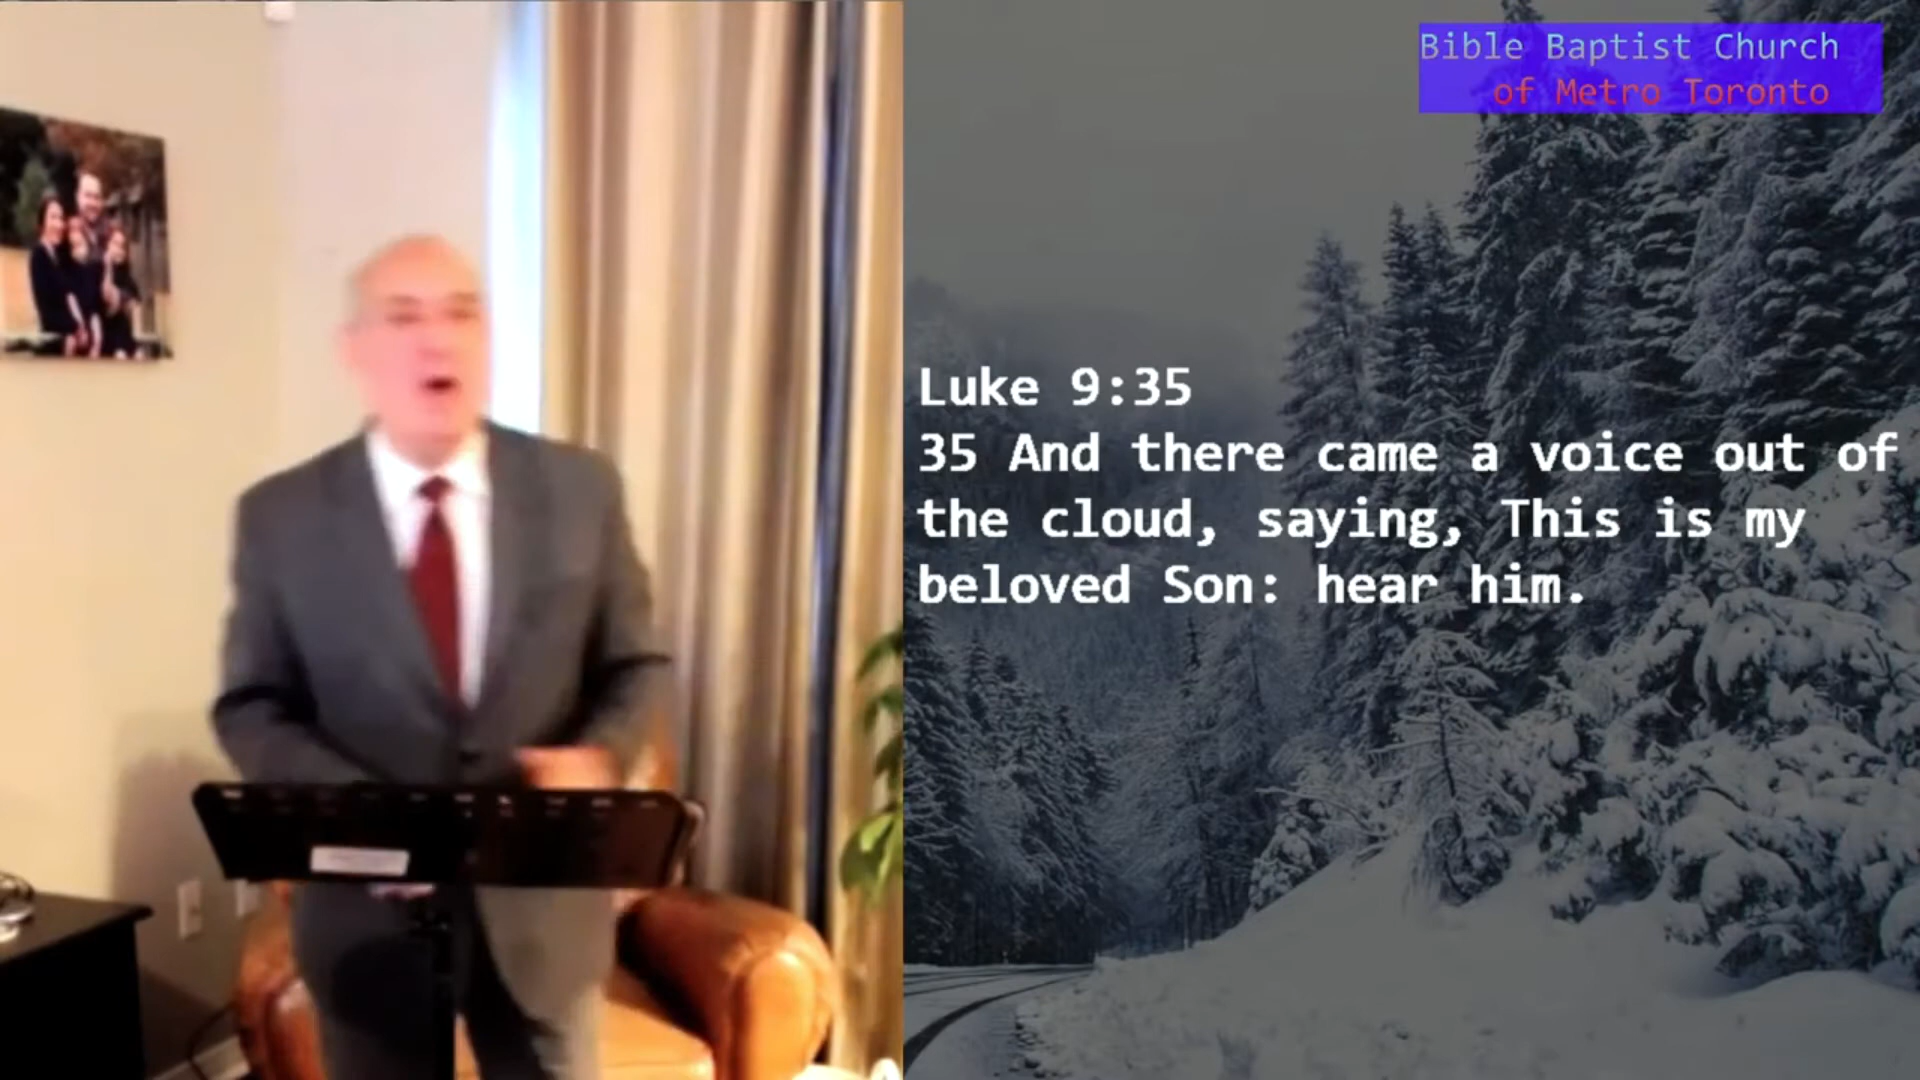 Bible Baptist Church
of Metro Toronto
Luke 9:35
35 And there came a voice out of
the cloud, saying, This is my
beloved Son: hear him.